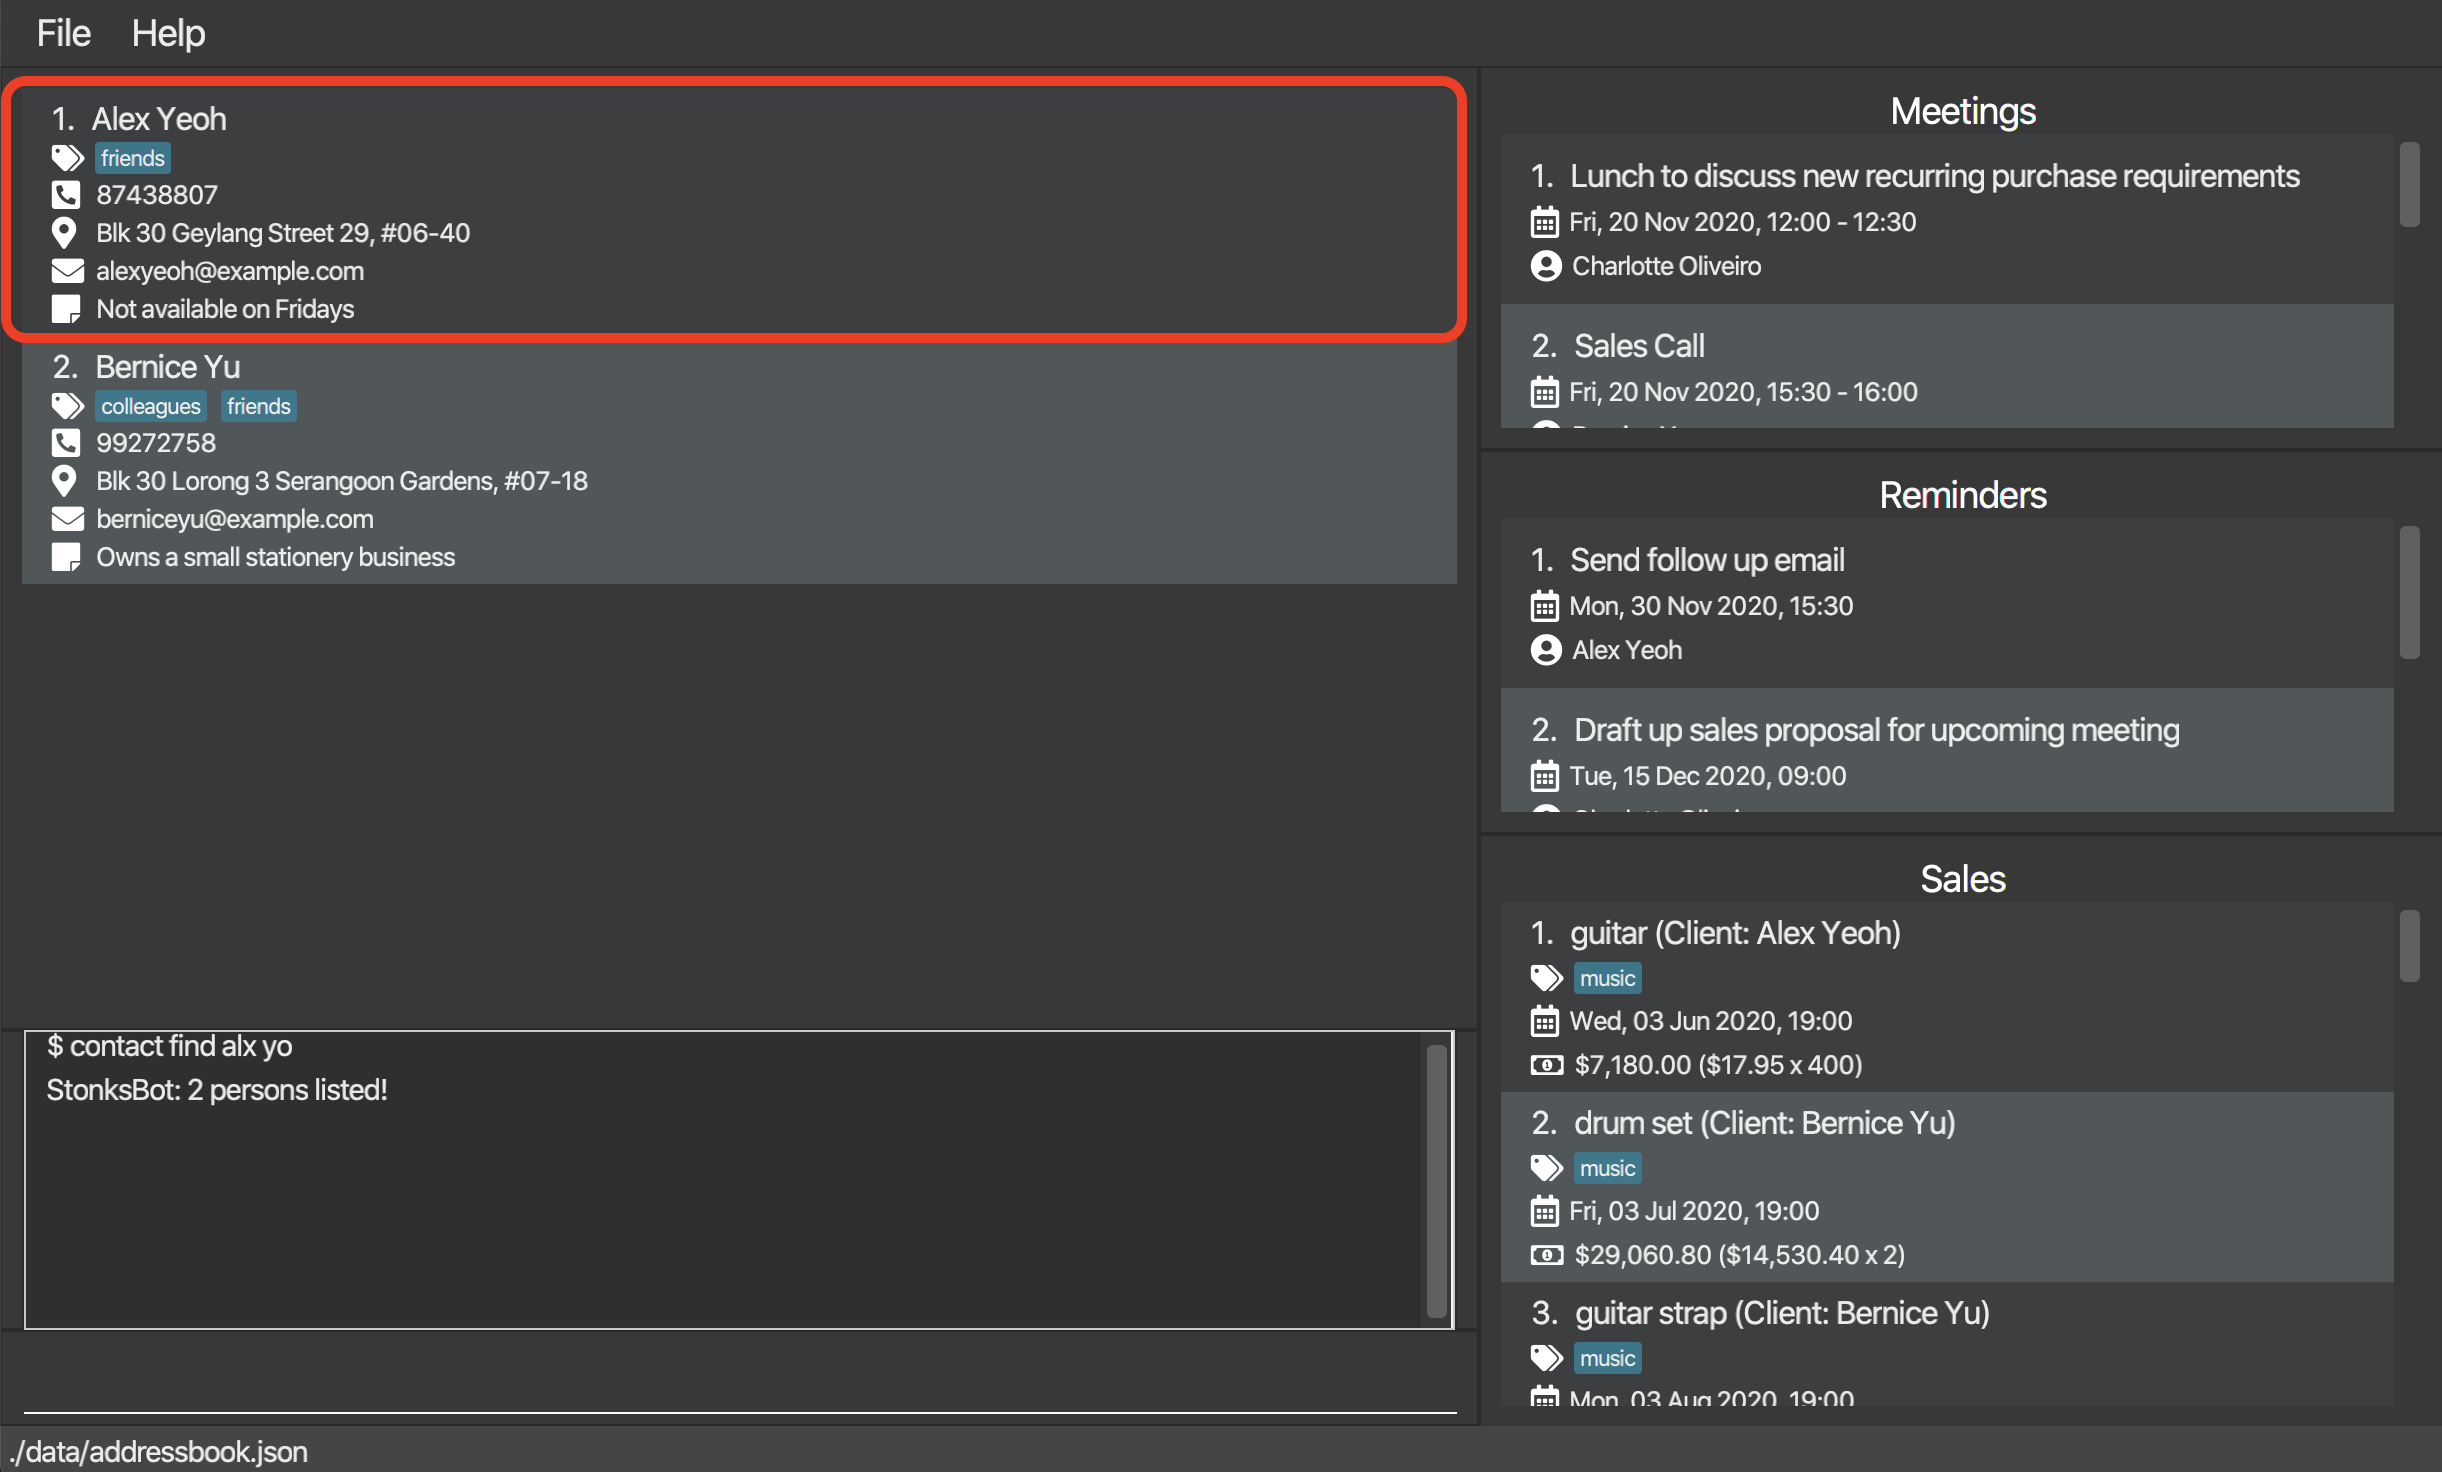 File Help
1. Alex Yeoh
friends
87438807
Blk 30 Geylang Street 29, #06-40
alexyeoh@example.com
Not available on Fridays
2. Bernice Yu
colleagues friends
99272758
Blk 30 Lorong 3 Serangoon Gardens, #07-18
berniceyu@example.com
Owns a small stationery business
$ contact find alx yo
StonksBot: 2 persons listed!
./data/addressbook.json
Meetings
1. Lunch to discuss new recurring purchase requirements
Fri, 20 Nov 2020, 12:00 - 12:30
Charlotte Oliveiro
2. Sales Call
Fri, 20 Nov 2020, 15:30 - 16:00
Reminders
1. Send follow up email
Mon, 30 Nov 2020, 15:30
Alex Yeoh
2. Draft up sales proposal for upcoming meeting
Tue, 15 Dec 2020, 09:00
Sales
1. guitar (Client: Alex Yeoh)
music
Wed, 03 Jun 2020, 19:00
$7,180.00 ($17.95 x 400)
2. drum set (Client: Bernice Yu)
music
Fri, 03 Jul 2020, 19:00
$29,060.80 ($14,530.40 x 2)
3. guitar strap (Client: Bernice Yu)
music
Mon, 03 Aug 2020, 19:00